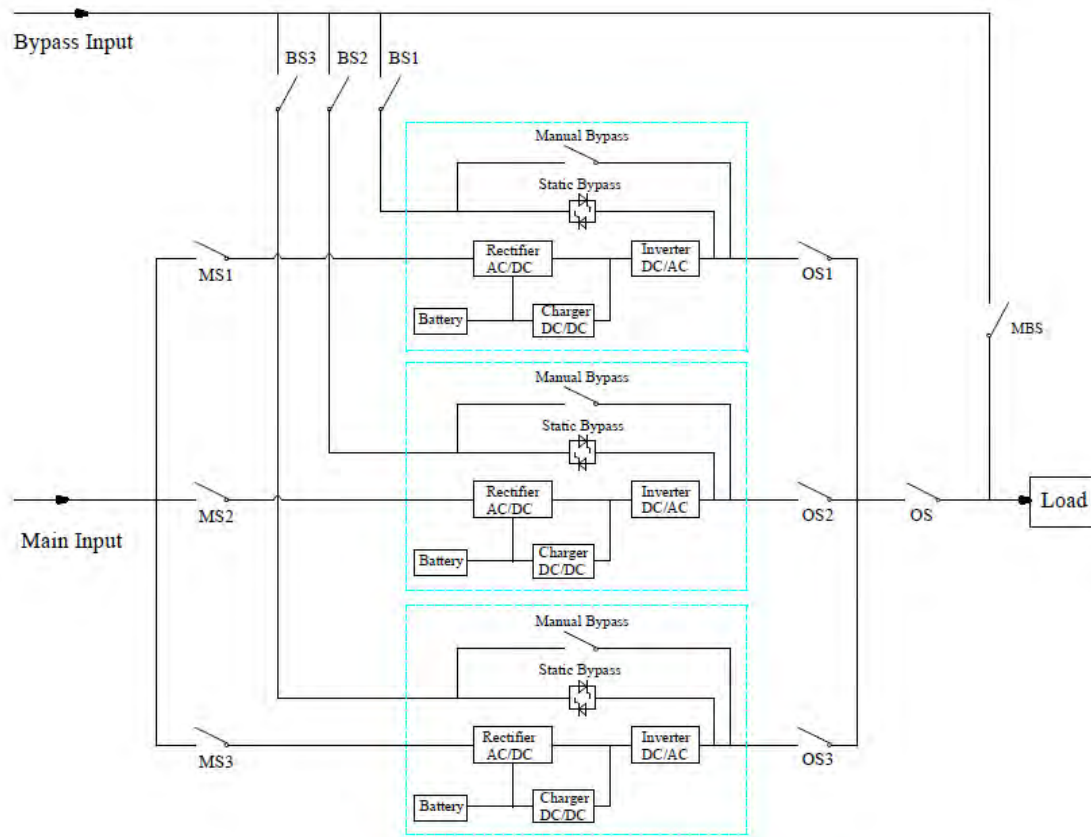 Bypass Input
BS3
BS2
BS1
Manual Bypass
Static Bypass
Rectifier
AC/DC
Inverter
DC/AC
MS1
OS1
Battery
Charger
DC/DC
MBS
Manual Bypass
Static Bypass
Rectifier
AC/DC
Inverter
DC/AC
Load
MS2
OS2
OS
Main Input
Battery
Charger
DC/DC
Manual Bypass
Static Bypass
Rectifier
AC/DC
Inverter
DC/AC
MS3
OS3
Battery
Charger
DC/DC